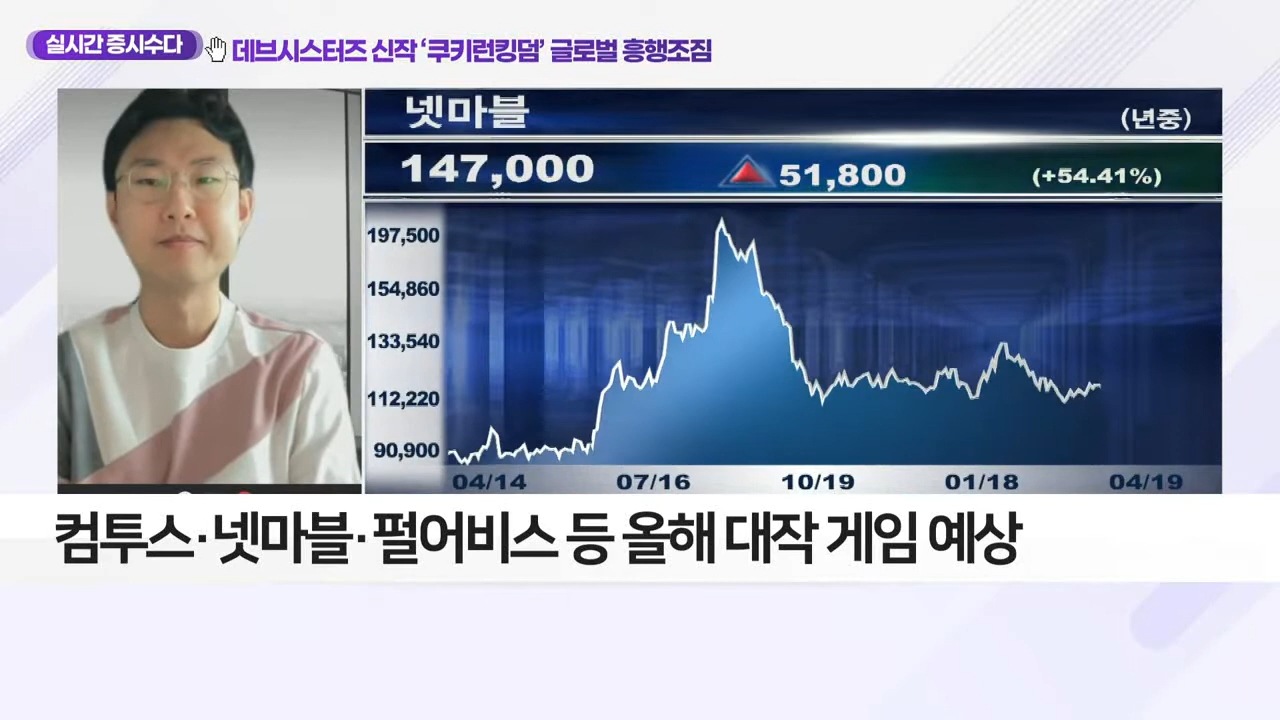 실시간 증시수다
데브시스터즈 신작 ‘쿠키런킹덤’ 글로벌 흥행조짐
넷마블 (년중)
147,000 51,800 (+54.41%)
197,500
154,860
133,540
112,220
90,900
04/14 07/16 10/19 01/18 04/19
컴투스·넷마블·펄어비스 등 올해 대작 게임 예상